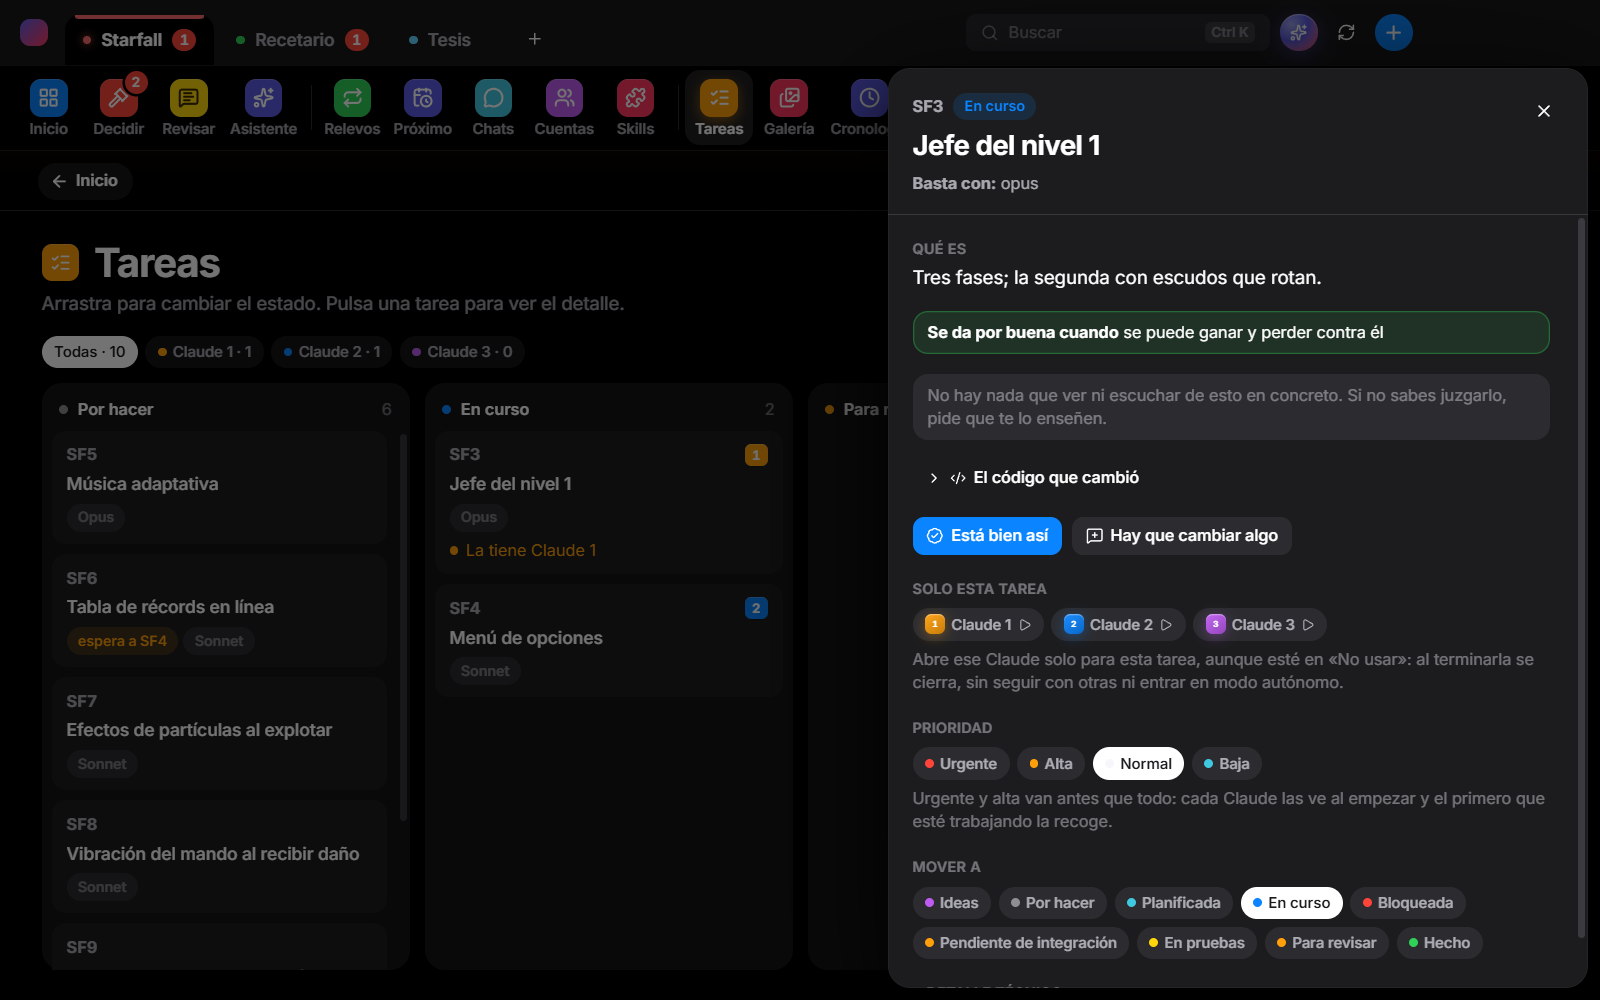 Starfall 1
Recetario 1
Tesis
Buscar Ctrl K
Inicio
2
Decidir
Revisar
Asistente
Relevos
Próximo
Chats
Cuentas
Skills
Tareas
Galería
Cronolo
Inicio
Tareas
Arrastra para cambiar el estado. Pulsa una tarea para ver el detalle.
Todas · 10
Claude 1 · 1
Claude 2 · 1
Claude 3 · 0
Por hacer 6
SF5
Música adaptativa
Opus
SF6
Tabla de récords en línea
espera a SF4 Sonnet
SF7
Efectos de partículas al explotar
Sonnet
SF8
Vibración del mando al recibir daño
Sonnet
SF9
En curso 2
SF3 1
Jefe del nivel 1
Opus
La tiene Claude 1
SF4 2
Menú de opciones
Sonnet
Para r
SF3 En curso
Jefe del nivel 1
Basta con: opus
QUÉ ES
Tres fases; la segunda con escudos que rotan.
Se da por buena cuando se puede ganar y perder contra él
No hay nada que ver ni escuchar de esto en concreto. Si no sabes juzgarlo,
pide que te lo enseñen.
El código que cambió
Está bien así
Hay que cambiar algo
SOLO ESTA TAREA
1 Claude 1
2 Claude 2
3 Claude 3
Abre ese Claude solo para esta tarea, aunque esté en «No usar»: al terminarla se
cierra, sin seguir con otras ni entrar en modo autónomo.
PRIORIDAD
Urgente
Alta
Normal
Baja
Urgente y alta van antes que todo: cada Claude las ve al empezar y el primero que
esté trabajando la recoge.
MOVER A
Ideas
Por hacer
Planificada
En curso
Bloqueada
Pendiente de integración
En pruebas
Para revisar
Hecho